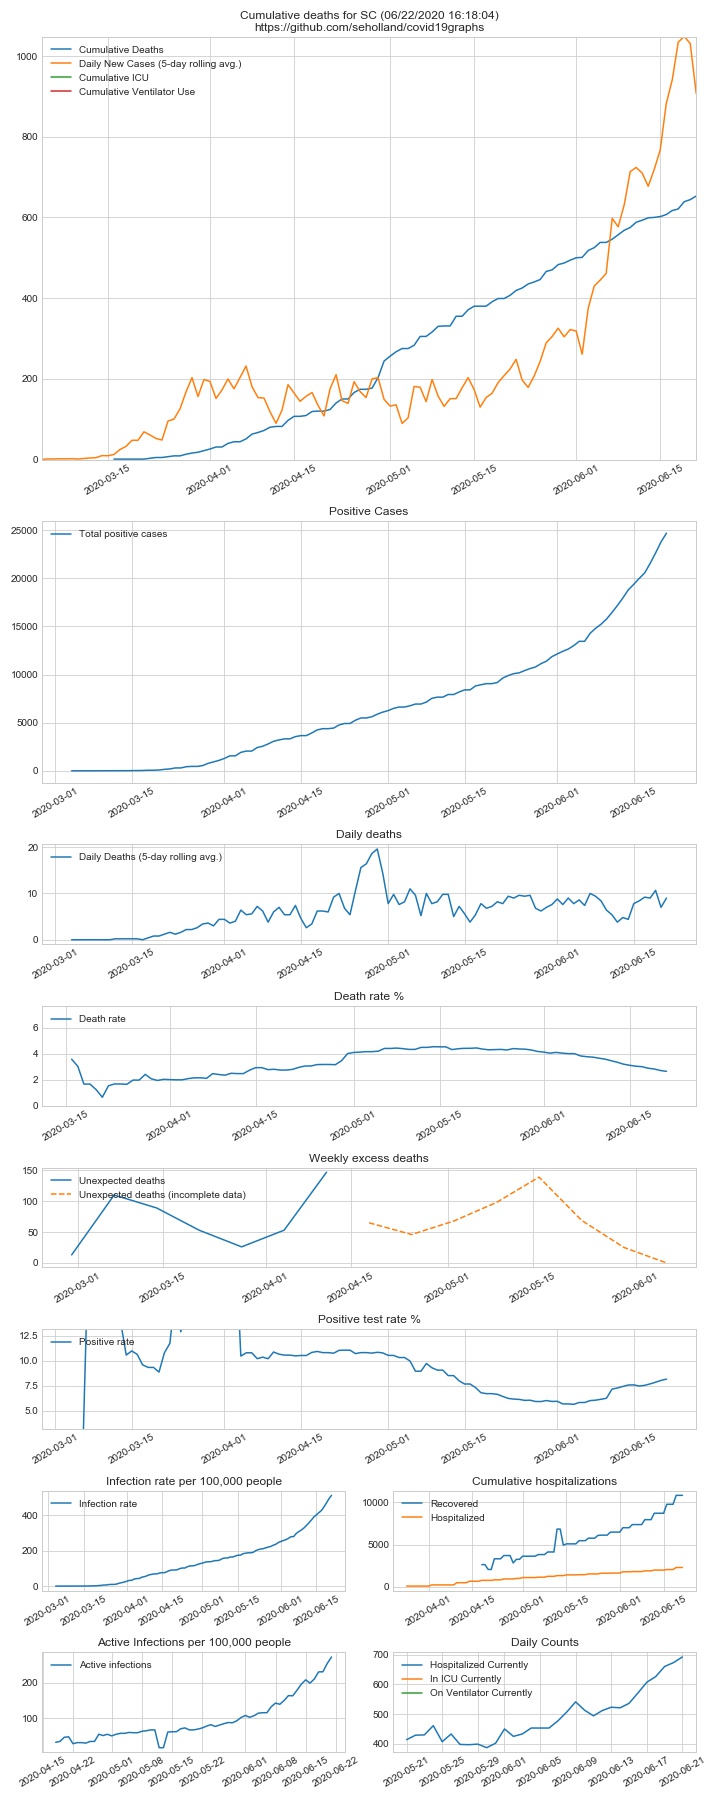 Cumulative deaths for SC (06/22/2020 16:18:04)
https://github.com/seholland/covid19graphs
Cumulative Deaths
Daily New Cases (5-day rolling avg.)
Cumulative ICU
Cumulative Ventilator Use
1000
800
600
400
200
0
2020-03-15 2020-04-01 2020-04-15 2020-05-01 2020-05-15 2020-06-01 2020-06-15
Positive Cases
Total positive cases
25000
20000
15000
10000
5000
0
2020-03-01 2020-03-15 2020-04-01 2020-04-15 2020-05-01 2020-05-15 2020-06-01 2020-06-15
Daily deaths
Daily Deaths (5-day rolling avg.)
20
10
0
2020-03-01 2020-03-15 2020-04-01 2020-04-15 2020-05-01 2020-05-15 2020-06-01 2020-06-15
Death rate %
Death rate
6
4
2
0
2020-03-15 2020-04-01 2020-04-15 2020-05-01 2020-05-15 2020-06-01 2020-06-15
Weekly excess deaths
Unexpected deaths
Unexpected deaths (incomplete data)
150
100
50
0
2020-03-01 2020-03-15 2020-04-01 2020-04-15 2020-05-01 2020-05-15 2020-06-01
Positive test rate %
Positive rate
12.5
10.0
7.5
5.0
2020-03-01 2020-03-15 2020-04-01 2020-04-15 2020-05-01 2020-05-15 2020-06-01 2020-06-15
Infection rate per 100,000 people
Infection rate
400
200
0
2020-03-01 2020-03-15 2020-04-01 2020-04-15 2020-05-01 2020-05-15 2020-06-01 2020-06-15
Cumulative hospitalizations
Recovered
Hospitalized
10000
5000
0
2020-04-01 2020-04-15 2020-05-01 2020-05-15 2020-06-01 2020-06-15
Active Infections per 100,000 people
Active infections
200
100
2020-04-15 2020-04-22 2020-05-01 2020-05-08 2020-05-15 2020-05-22 2020-06-01 2020-06-08 2020-06-15 2020-06-22
Daily Counts
Hospitalized Currently
In ICU Currently
On Ventilator Currently
700
600
500
400
2020-05-21 2020-05-25 2020-05-29 2020-06-01 2020-06-05 2020-06-09 2020-06-13 2020-06-17 2020-06-21